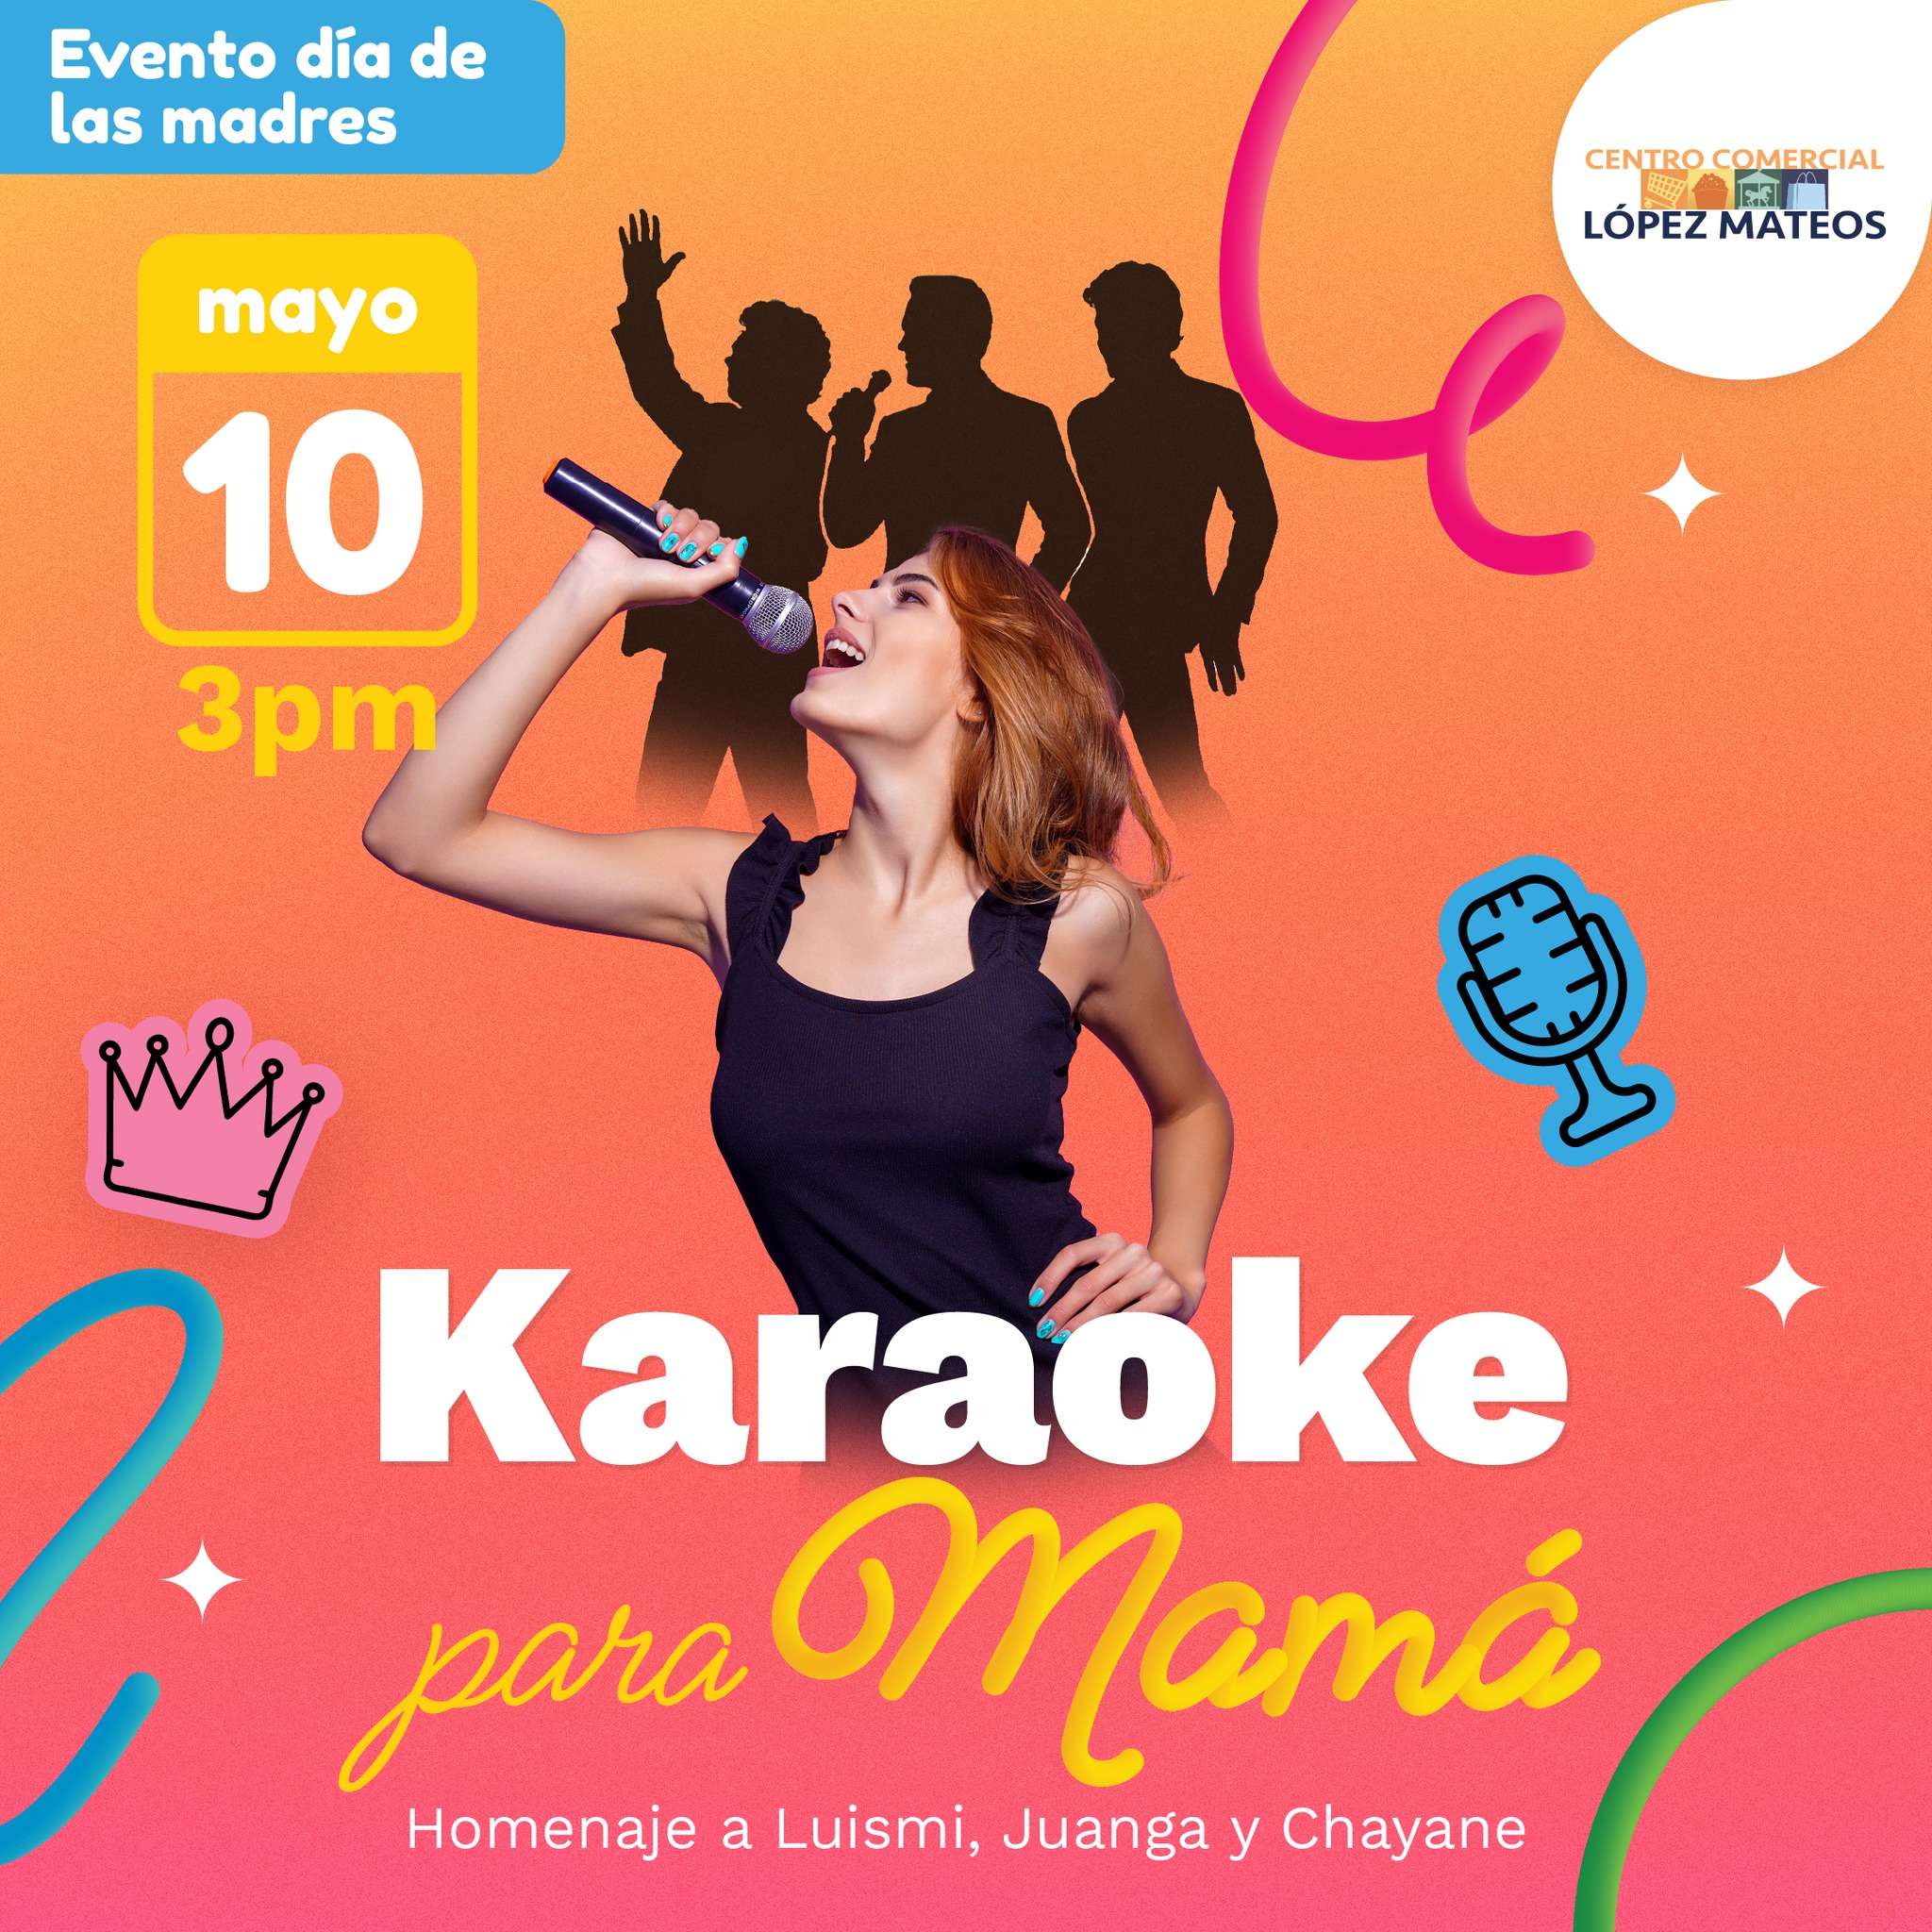 Evento día de
las madres
CENTRO COMERCIAL
LÓPEZ MATEOS
mayo
10
3pm
Karaoke
para Mamá
Homenaje a Luismi, Juanga y Chayane